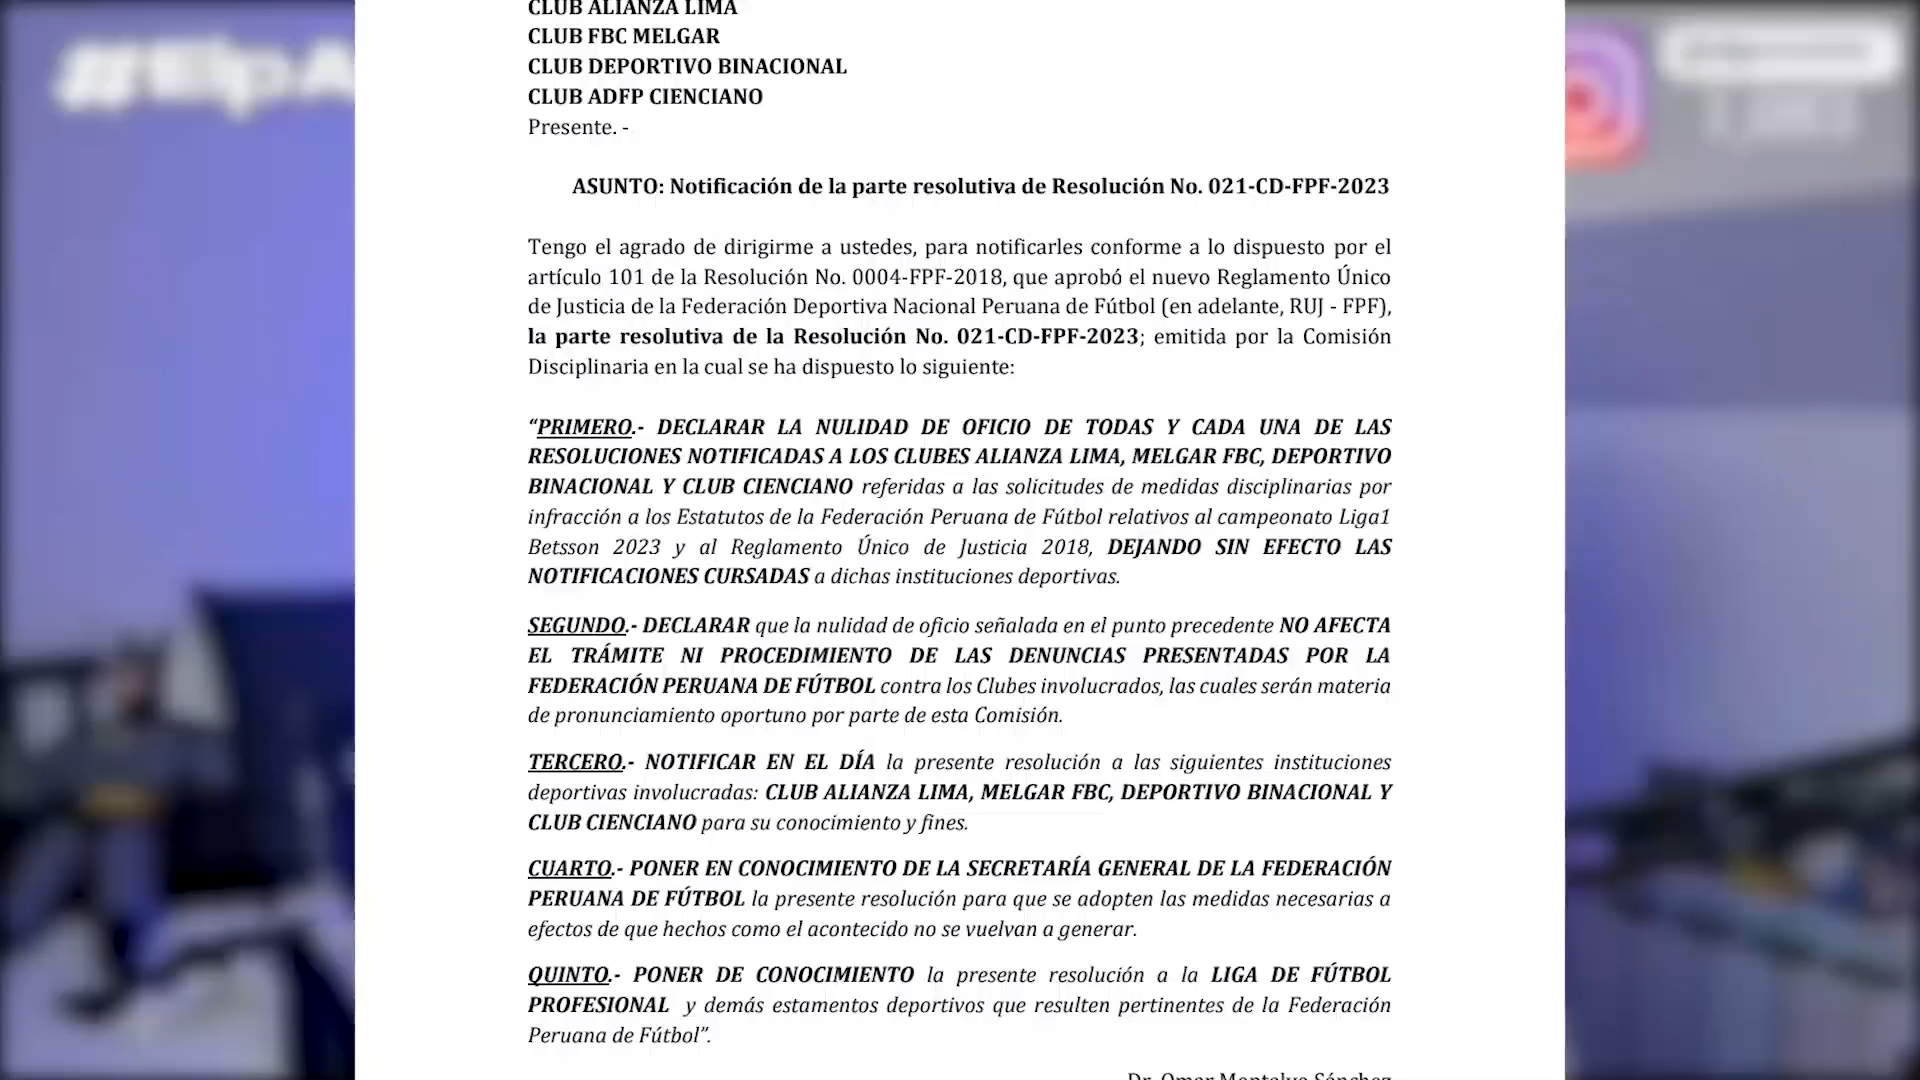 #ElpA
CLUB ALIANZA LIMA
CLUB FBC MELGAR
CLUB DEPORTIVO BINACIONAL
CLUB ADFP CIENCIANO
Presente. -
ASUNTO: Notificación de la parte resolutiva de Resolución No. 021-CD-FPF-2023
Tengo el agrado de dirigirme a ustedes, para notificarles conforme a lo dispuesto por el
artículo 101 de la Resolución No. 0004-FPF-2018, que aprobó el nuevo Reglamento Único
de Justicia de la Federación Deportiva Nacional Peruana de Fútbol (en adelante, RUJ - FPF),
la parte resolutiva de la Resolución No. 021-CD-FPF-2023; emitida por la Comisión
Disciplinaria en la cual se ha dispuesto lo siguiente:
“PRIMERO.- DECLARAR LA NULIDAD DE OFICIO DE TODAS Y CADA UNA DE LAS
RESOLUCIONES NOTIFICADAS A LOS CLUBES ALIANZA LIMA, MELGAR FBC, DEPORTIVO
BINACIONAL Y CLUB CIENCIANO referidas a las solicitudes de medidas disciplinarias por
infracción a los Estatutos de la Federación Peruana de Fútbol relativos al campeonato Liga1
Betsson 2023 y al Reglamento Único de Justicia 2018, DEJANDO SIN EFECTO LAS
NOTIFICACIONES CURSADAS a dichas instituciones deportivas.
SEGUNDO.- DECLARAR que la nulidad de oficio señalada en el punto precedente NO AFECTA
EL TRÁMITE NI PROCEDIMIENTO DE LAS DENUNCIAS PRESENTADAS POR LA
FEDERACIÓN PERUANA DE FÚTBOL contra los Clubes involucrados, las cuales serán materia
de pronunciamiento oportuno por parte de esta Comisión.
TERCERO.- NOTIFICAR EN EL DÍA la presente resolución a las siguientes instituciones
deportivas involucradas: CLUB ALIANZA LIMA, MELGAR FBC, DEPORTIVO BINACIONAL Y
CLUB CIENCIANO para su conocimiento y fines.
CUARTO.- PONER EN CONOCIMIENTO DE LA SECRETARÍA GENERAL DE LA FEDERACIÓN
PERUANA DE FÚTBOL la presente resolución para que se adopten las medidas necesarias a
efectos de que hechos como el acontecido no se vuelvan a generar.
QUINTO.- PONER DE CONOCIMIENTO la presente resolución a la LIGA DE FÚTBOL
PROFESIONAL y demás estamentos deportivos que resulten pertinentes de la Federación
Peruana de Fútbol”.
Dr. Omar Montalvo Sánchez